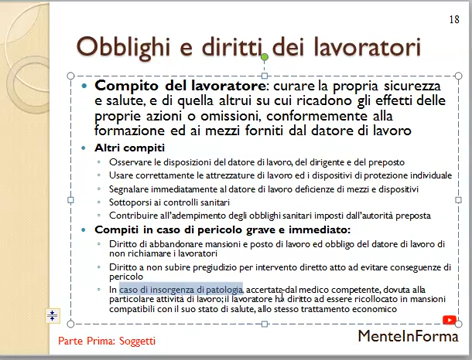 18
Obblighi e diritti dei lavoratori
Compito del lavoratore: curare la propria sicurezza
e salute, e di quella altrui su cui ricadono gli effetti delle
proprie azioni o omissioni, conformemente alla
formazione ed ai mezzi forniti dal datore di lavoro
Altri compiti
Osservare le disposizioni del datore di lavoro, del dirigente e del preposto
Usare correttamente le attrezzature di lavoro ed i dispositivi di protezione individuale
Segnalare immediatamente al datore di lavoro deficienze di mezzi e dispositivi
Sottoporsi ai controlli sanitari
Contribuire all'adempimento degli obblighi sanitari imposti dall'autorità preposta
Compiti in caso di pericolo grave e immediato:
Diritto di abbandonare mansioni e posto di lavoro ed obbligo del datore di lavoro di
non richiamare i lavoratori
Diritto a non subire pregiudizio per intervento diretto atto ad evitare conseguenze di
pericolo
In caso di insorgenza di patologia, accertata dal medico competente, dovuta alla
particolare attività di lavoro; il lavoratore ha diritto ad essere ricollocato in mansioni
compatibili con il suo stato di salute, allo stesso trattamento economico
MenteInForma
Parte Prima: Soggetti